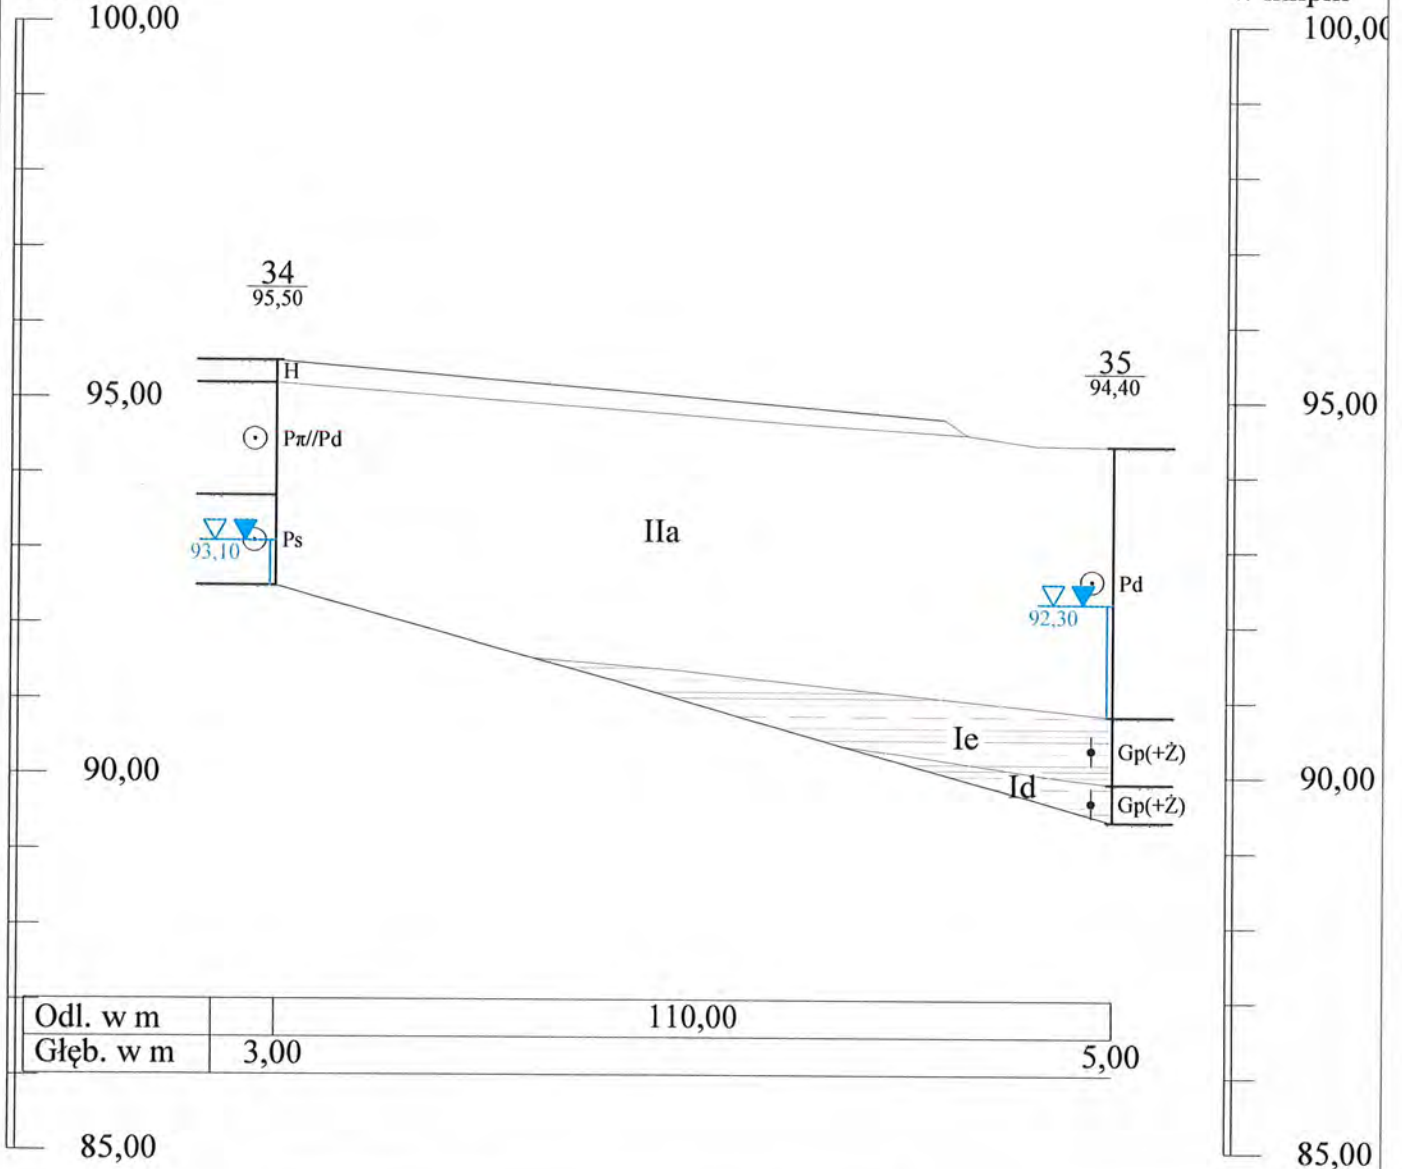 100,00
100,00
34
95,50
35
94,40
H
95,00
95,00
Pπ//Pd
IIa
Ps
93,10
Pd
92,30
Ie
Gp(+Ż)
90,00
90,00
Id
Gp(+Ż)
Odl. w m 110,00
Głęb. w m 3,00 5,00
85,00
85,00